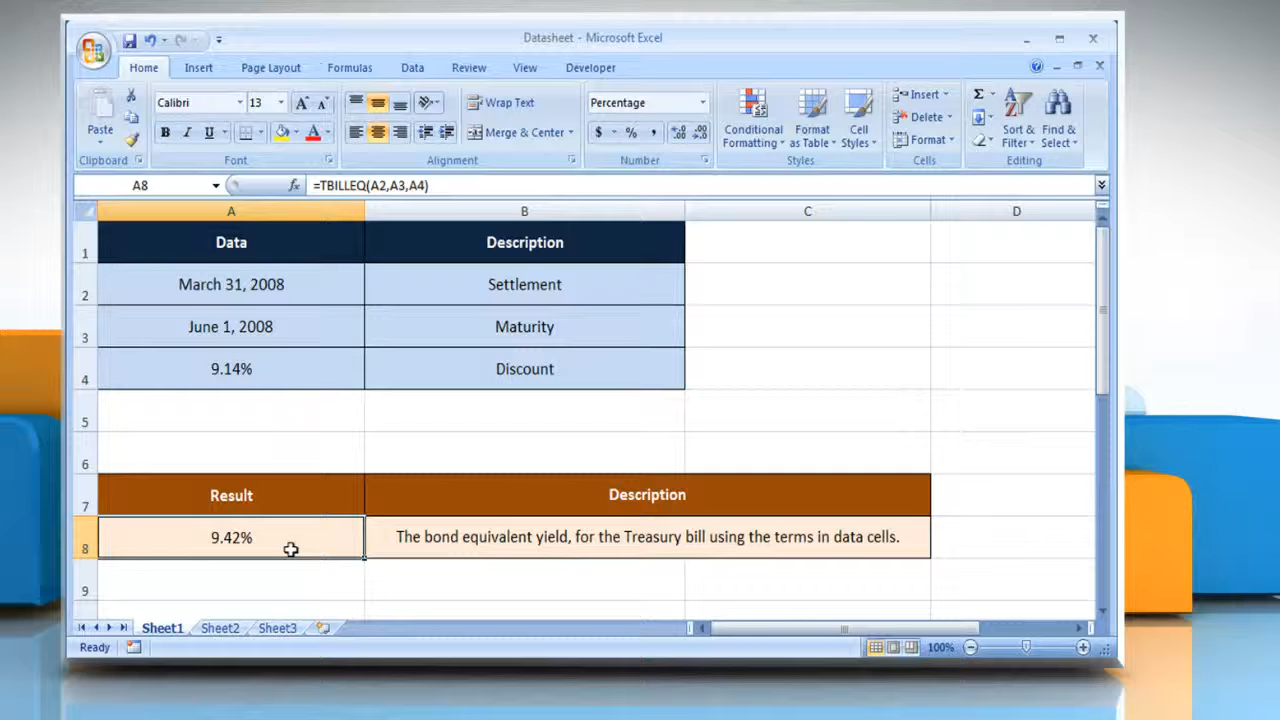 Datasheet - Microsoft Excel
Home Insert Page Layout Formulas Data Review View Developer
Calibri 13 Wrap Text Percentage Insert Σ
Paste B I U A Merge & Center $ % , Conditional Formatting Format as Table Cell Styles Delete Format Sort & Filter Find & Select
Clipboard Font Alignment Number Styles Cells Editing
A8 fx =TBILLEQ(A2,A3,A4)
A B C D
1 Data Description
2 March 31, 2008 Settlement
3 June 1, 2008 Maturity
4 9.14% Discount
5
6
7 Result Description
8 9.42% The bond equivalent yield, for the Treasury bill using the terms in data cells.
9
Sheet1 Sheet2 Sheet3
Ready 100%